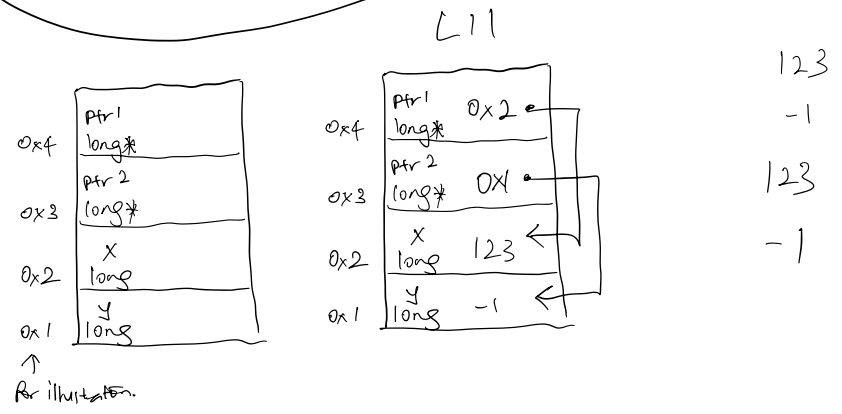 L11
ptr1
long*
0x4
ptr2
long*
0x3
x
long
0x2
y
long
0x1
↑
for illustration.
ptr1
long*
0x2
0x4
ptr2
long*
0x1
0x3
x
long
123
0x2
y
long
-1
0x1
123
-1
123
-1